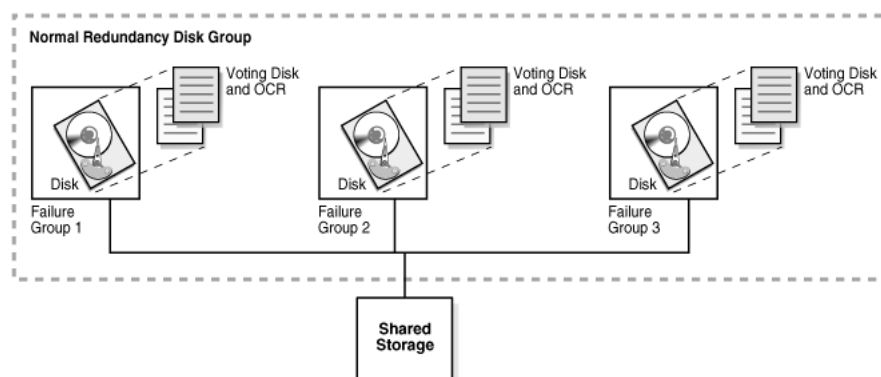 Normal Redundancy Disk Group
Voting Disk
and OCR
Disk
Failure
Group 1
Voting Disk
and OCR
Disk
Failure
Group 2
Voting Disk
and OCR
Disk
Failure
Group 3
Shared
Storage